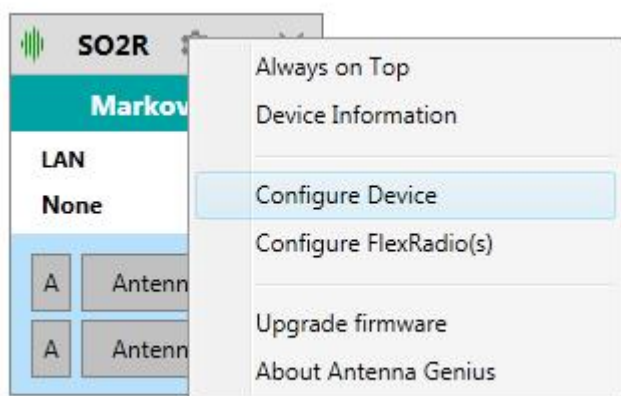 SO2R
Always on Top
Markov
Device Information
LAN
None
Configure Device
Configure FlexRadio(s)
A Antenn
A Antenn
Upgrade firmware
About Antenna Genius